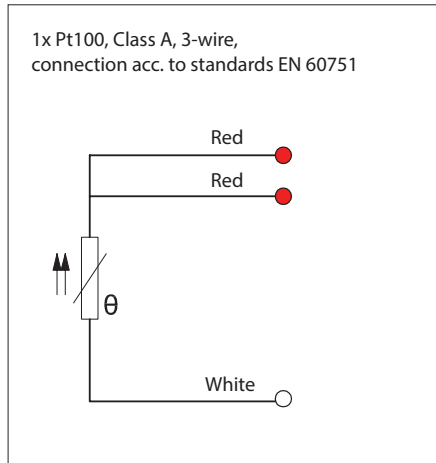 1x Pt100, Class A, 3-wire,
connection acc. to standards EN 60751
Red
Red
θ
White